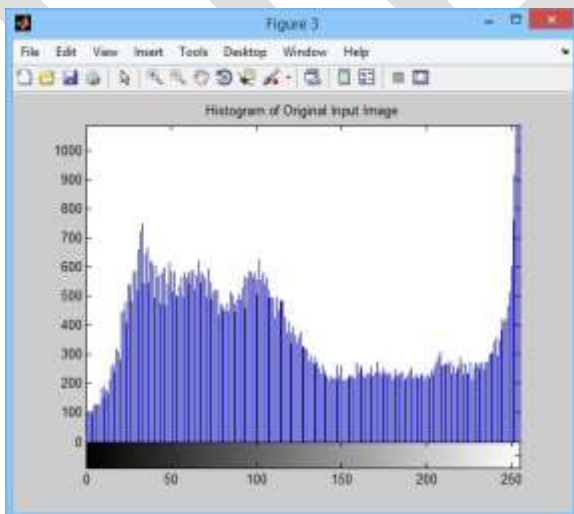 Figure 3
File Edit View Insert Tools Desktop Window Help
Histogram of Original Input Image
1000
900
800
700
600
500
400
300
200
100
0
0 50 100 150 200 250